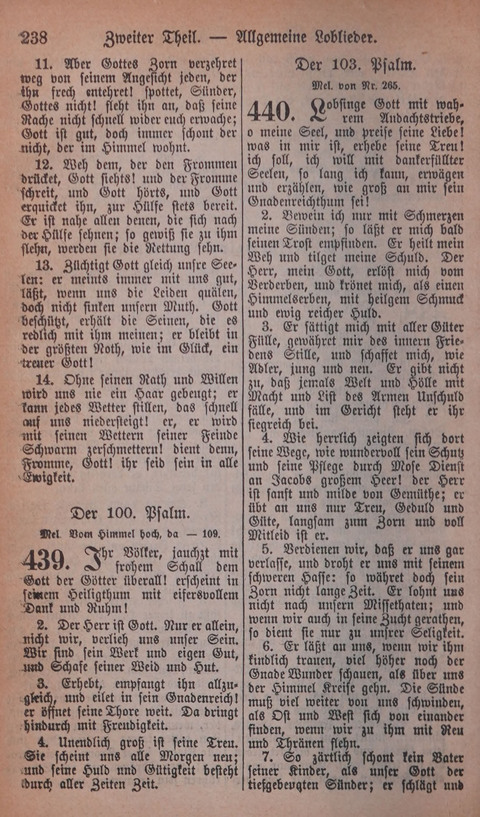 238 Zweiter Theil. — Allgemeine Loblieder.
11. Aber Gottes Zorn verzehret
weg von seinem Angesicht jeden, der
ihn frech entehret! spottet, Sünder,
Gottes nicht! fleht ihn an, daß seine
Rache nicht schnell wider euch erwache;
Gott ist gut, doch immer schont der
nicht, der im Himmel wohnt.
12. Weh dem, der den Frommen
drücket, Gott siehts! und der Fromme
schreit, und Gott hörts, und Gott
erquicket ihn, zur Hülfe stets bereit.
Er ist nahe allen denen, die sich nach
der Hülfe sehnen; so gewiß sie zu ihm
flehn, werden sie die Rettung sehn.
13. Züchtigt Gott gleich unsre See-
len: er meints immer mit uns gut,
läßt, wenn uns die Leiden quälen,
doch nicht sinken unsern Muth. Gott
beschützt, erhält die Seinen, die es
redlich mit ihm meinen; er bleibt in
der größten Noth, wie im Glück, ein
treuer Gott!
14. Ohne seinen Rath und Willen
wird uns nie ein Haar gebeugt; er
kann jedes Wetter stillen, das schnell
auf uns niedersteigt! er, er wird
mit seinen Wettern seiner Feinde
Schwarm zerschmettern! dient denn,
Fromme, Gott! ihr seid sein in alle
Ewigkeit.
Der 100. Psalm.
Mel. Vom Himmel hoch, da — 109.
439. Ihr Völker, jauchzt mit
frohem Schall dem
Gott der Götter überall! erscheint in
seinem Heiligthum mit eifersvollem
Dank und Ruhm!
2. Der Herr ist Gott. Nur er allein,
nicht wir, verlieh uns unser Sein.
Wir sind sein Werk und eigen Gut,
und Schafe seiner Weid und Hut.
3. Erhebt, empfangt ihn allzu-
gleich, und eilet in sein Gnadenreich!
er öffnet seine Thore weit. Da dringt
hindurch mit Freudigkeit.
4. Unendlich groß ist seine Treu.
Sie scheint uns alle Morgen neu;
und seine Huld und Gütigkeit besteht
durch aller Zeiten Zeit.
Der 103. Psalm.
Mel. von Nr. 265.
440. Lobsinge Gott mit wah-
rem Andachtstriebe,
o meine Seel, und preise seine Liebe!
was in mir ist, erhebe seine Treu!
ich soll, ich will mit dankerfüllter
Seelen, so lang ich kann, erwägen
und erzählen, wie groß an mir sein
Gnadenreichthum sei!
2. Bewein ich nur mit Schmerzen
meine Sünden; so läßt er mich bald
seinen Trost empfinden. Er heilt mein
Weh und tilget meine Schuld. Der
Herr, mein Gott, erlöst mich vom
Verderben, und krönet mich, als einen
Himmelserben, mit heilgem Schmuck
und ewig reicher Huld.
3. Er sättigt mich mit aller Güter
Fülle, gewähret mir des innern Frie-
dens Stille, und schaffet mich, wie
Adler, jung und neu. Er gibt nicht
zu, daß jemals Welt und Hölle mit
Macht und List des Armen Unschuld
fälle, und im Gericht steht er ihr
siegreich bei.
4. Wie herrlich zeigten sich dort
seine Wege, wie wundervoll sein Schutz
und seine Pflege durch Mose Dienst
an Jacobs großem Heer! der Herr
ist sanft und milde von Gemüthe; er
übt an uns nur Treu, Geduld und
Güte, langsam zum Zorn und voll
Mitleid ist er.
5. Verdienen wir, daß er uns gar
verlasse, und droht er uns mit seinem
schweren Hasse: so währet doch sein
Zorn nicht lange Zeit. Er lohnt uns
nicht nach unsern Missethaten; und
wenn wir auch in seine Zucht gerathen,
so dient sie nur zu unsrer Seligkeit.
6. Er läßt an uns, wenn wir ihm
kindlich trauen, viel höher noch der
Gnade Wunder schauen, als über uns
der Himmel Kreise gehn. Die Sünde
muß viel weiter von uns schwinden,
als Ost und West sich von einander
finden, wenn wir zu ihm mit Reu
und Thränen flehn.
7. So zärtlich schont kein Vater
seiner Kinder, als unser Gott der
tiefgebeugten Sünder; er schlägt und